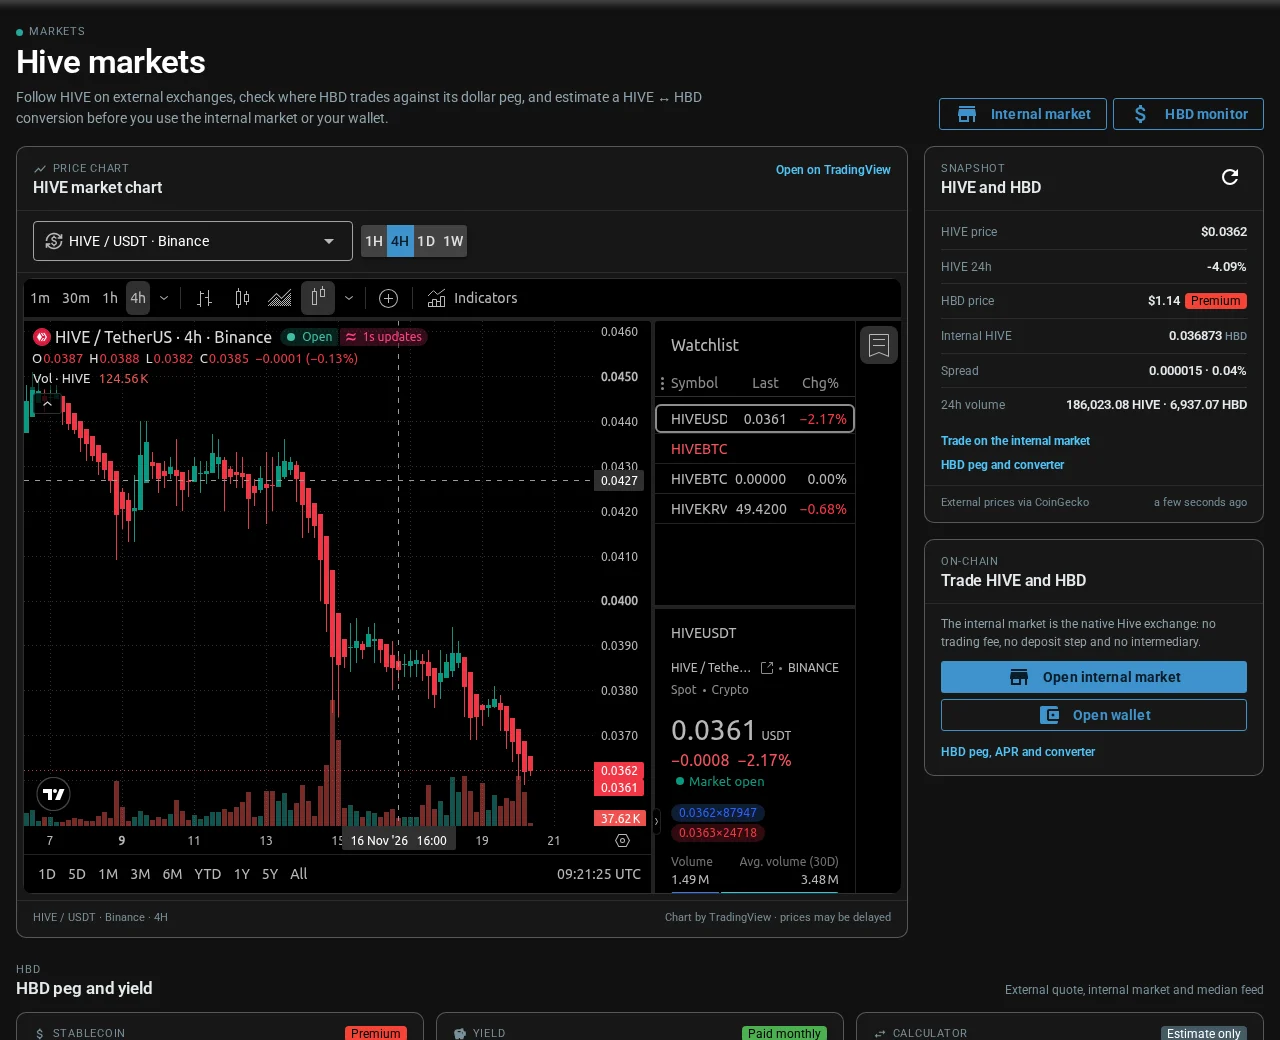 MARKETS
Hive markets
Follow HIVE on external exchanges, check where HBD trades against its dollar peg, and estimate a HIVE ↔ HBD
conversion before you use the internal market or your wallet.
Internal market
HBD monitor
PRICE CHART
HIVE market chart
Open on TradingView
HIVE / USDT · Binance
1H 4H 1D 1W
1m 30m 1h 4h
Indicators
HIVE / TetherUS · 4h · Binance
Open
1s updates
O0.0387 H0.0388 L0.0382 C0.0385 −0.0001 (−0.13%)
Vol · HIVE 124.56 K
0.0460
0.0450
0.0440
0.0430
0.0427
0.0420
0.0410
0.0400
0.0390
0.0380
0.0370
0.0362
0.0361
37.62 K
7 9 11 13 15 16 Nov '26 16:00 19 21
1D 5D 1M 3M 6M YTD 1Y 5Y All
09:21:25 UTC
Watchlist
Symbol Last Chg%
HIVEUSD 0.0361 −2.17%
HIVEBTC
HIVEBTC 0.00000 0.00%
HIVEKRW 49.4200 −0.68%
HIVEUSDT
HIVE / Tethe… • BINANCE
Spot • Crypto
0.0361 USDT
−0.0008 −2.17%
Market open
0.0362×87947
0.0363×24718
Volume Avg. volume (30D)
1.49 M 3.48 M
HIVE / USDT · Binance · 4H
Chart by TradingView · prices may be delayed
SNAPSHOT
HIVE and HBD
HIVE price $0.0362
HIVE 24h -4.09%
HBD price $1.14 Premium
Internal HIVE 0.036873 HBD
Spread 0.000015 · 0.04%
24h volume 186,023.08 HIVE · 6,937.07 HBD
Trade on the internal market
HBD peg and converter
External prices via CoinGecko a few seconds ago
ON-CHAIN
Trade HIVE and HBD
The internal market is the native Hive exchange: no
trading fee, no deposit step and no intermediary.
Open internal market
Open wallet
HBD peg, APR and converter
HBD
HBD peg and yield
External quote, internal market and median feed
STABLECOIN Premium
YIELD Paid monthly
CALCULATOR Estimate only